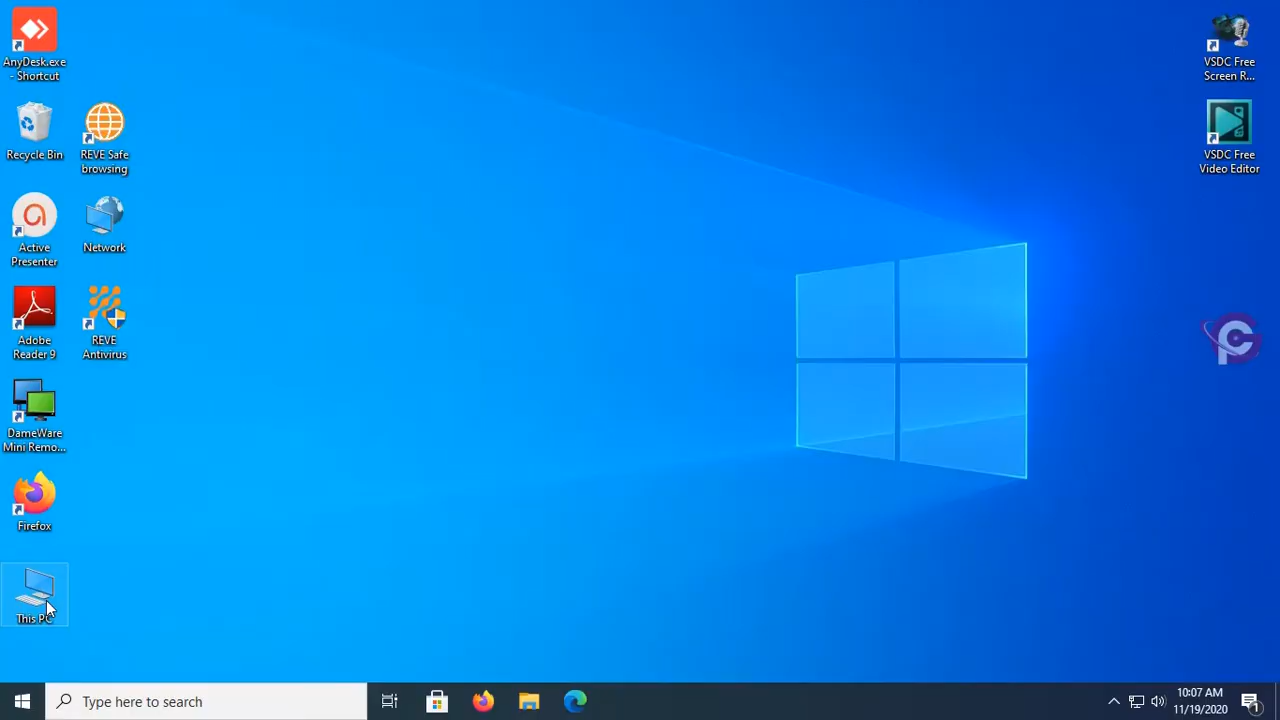 AnyDesk.exe
- Shortcut
Recycle Bin
REVE Safe
browsing
Active
Presenter
Network
Adobe
Reader 9
REVE
Antivirus
DameWare
Mini Remo...
Firefox
This PC
VSDC Free
Screen R...
VSDC Free
Video Editor
Type here to search
10:07 AM
11/19/2020
1